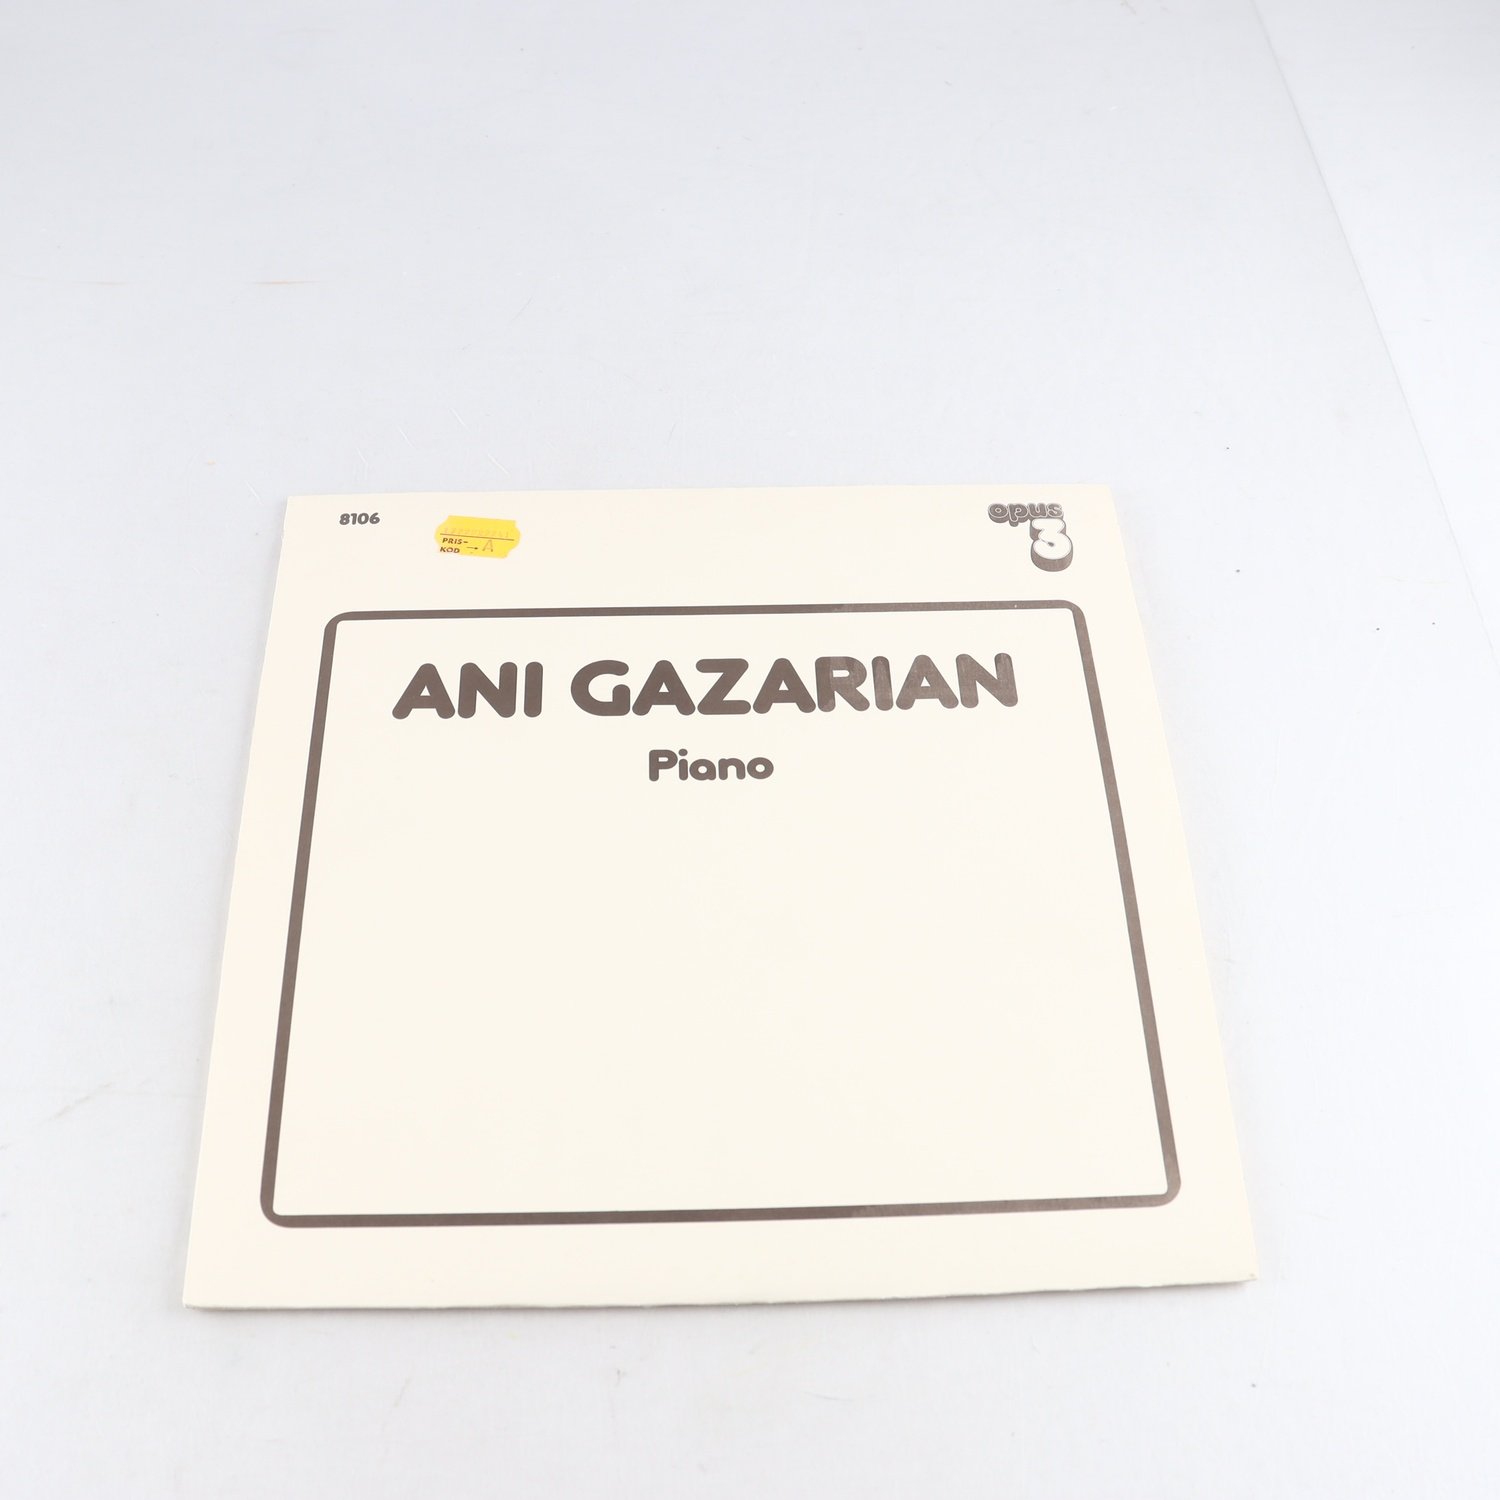 8106
PRIS-
KOD → A
opus
3
ANI GAZARIAN
Piano